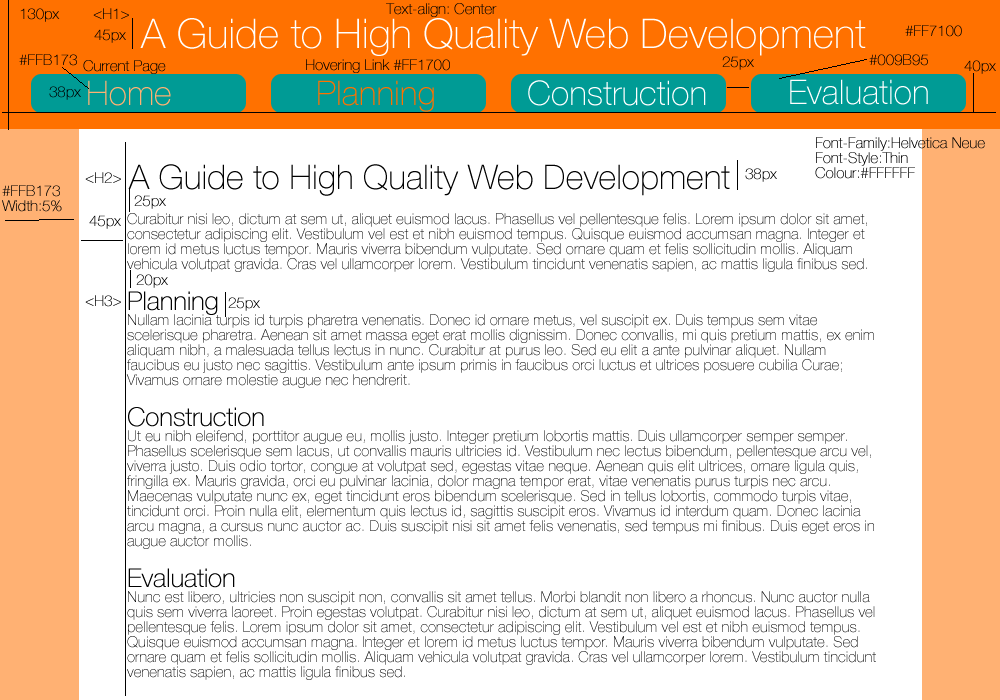 130px
<H1>
Text-align: Center
45px
A Guide to High Quality Web Development
#FF7100
#FFB173
Current Page
Hovering Link #FF1700
25px
#009B95
40px
38px
Home
Planning
Construction
Evaluation
Font-Family:Helvetica Neue
Font-Style:Thin
Colour:#FFFFFF
<H2>
A Guide to High Quality Web Development
38px
#FFB173
Width:5%
25px
45px
Curabitur nisi leo, dictum at sem ut, aliquet euismod lacus. Phasellus vel pellentesque felis. Lorem ipsum dolor sit amet,
consectetur adipiscing elit. Vestibulum vel est et nibh euismod tempus. Quisque euismod accumsan magna. Integer et
lorem id metus luctus tempor. Mauris viverra bibendum vulputate. Sed ornare quam et felis sollicitudin mollis. Aliquam
vehicula volutpat gravida. Cras vel ullamcorper lorem. Vestibulum tincidunt venenatis sapien, ac mattis ligula finibus sed.
20px
<H3>
Planning
25px
Nullam lacinia turpis id turpis pharetra venenatis. Donec id ornare metus, vel suscipit ex. Duis tempus sem vitae
scelerisque pharetra. Aenean sit amet massa eget erat mollis dignissim. Donec convallis, mi quis pretium mattis, ex enim
aliquam nibh, a malesuada tellus lectus in nunc. Curabitur at purus leo. Sed eu elit a ante pulvinar aliquet. Nullam
faucibus eu justo nec sagittis. Vestibulum ante ipsum primis in faucibus orci luctus et ultrices posuere cubilia Curae;
Vivamus ornare molestie augue nec hendrerit.
Construction
Ut eu nibh eleifend, porttitor augue eu, mollis justo. Integer pretium lobortis mattis. Duis ullamcorper semper semper.
Phasellus scelerisque sem lacus, ut convallis mauris ultricies id. Vestibulum nec lectus bibendum, pellentesque arcu vel,
viverra justo. Duis odio tortor, congue at volutpat sed, egestas vitae neque. Aenean quis elit ultrices, ornare ligula quis,
fringilla ex. Mauris gravida, orci eu pulvinar lacinia, dolor magna tempor erat, vitae venenatis purus turpis nec arcu.
Maecenas vulputate nunc ex, eget tincidunt eros bibendum scelerisque. Sed in tellus lobortis, commodo turpis vitae,
tincidunt orci. Proin nulla elit, elementum quis lectus id, sagittis suscipit eros. Vivamus id interdum quam. Donec lacinia
arcu magna, a cursus nunc auctor ac. Duis suscipit nisi sit amet felis venenatis, sed tempus mi finibus. Duis eget eros in
augue auctor mollis.
Evaluation
Nunc est libero, ultricies non suscipit non, convallis sit amet tellus. Morbi blandit non libero a rhoncus. Nunc auctor nulla
quis sem viverra laoreet. Proin egestas volutpat. Curabitur nisi leo, dictum at sem ut, aliquet euismod lacus. Phasellus vel
pellentesque felis. Lorem ipsum dolor sit amet, consectetur adipiscing elit. Vestibulum vel est et nibh euismod tempus.
Quisque euismod accumsan magna. Integer et lorem id metus luctus tempor. Mauris viverra bibendum vulputate. Sed
ornare quam et felis sollicitudin mollis. Aliquam vehicula volutpat gravida. Cras vel ullamcorper lorem. Vestibulum tincidunt
venenatis sapien, ac mattis ligula finibus sed.